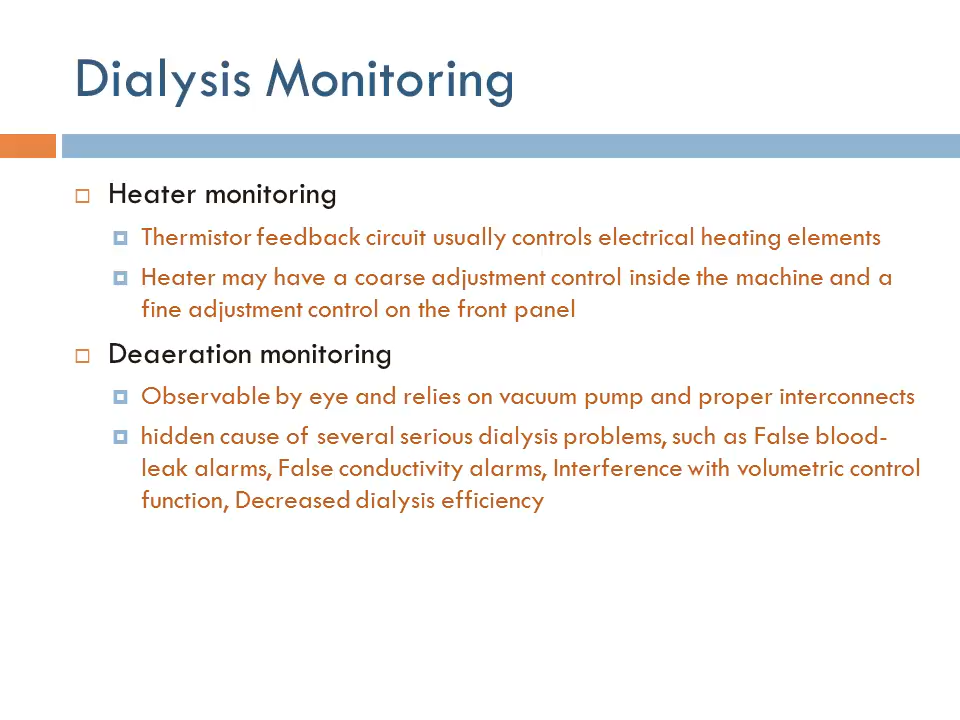 Dialysis Monitoring
Heater monitoring
Thermistor feedback circuit usually controls electrical heating elements
Heater may have a coarse adjustment control inside the machine and a
fine adjustment control on the front panel
Deaeration monitoring
Observable by eye and relies on vacuum pump and proper interconnects
hidden cause of several serious dialysis problems, such as False blood-
leak alarms, False conductivity alarms, Interference with volumetric control
function, Decreased dialysis efficiency